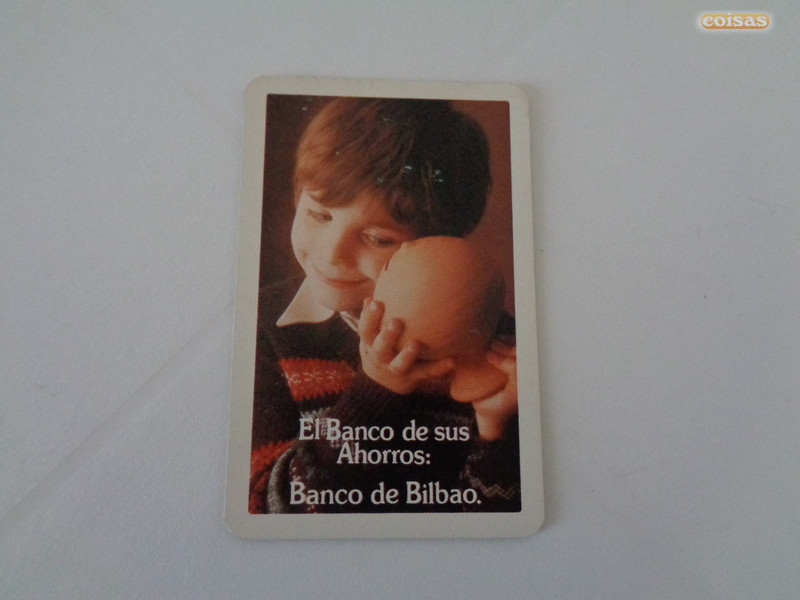 coisas
El Banco de sus
Ahorros:
Banco de Bilbao.